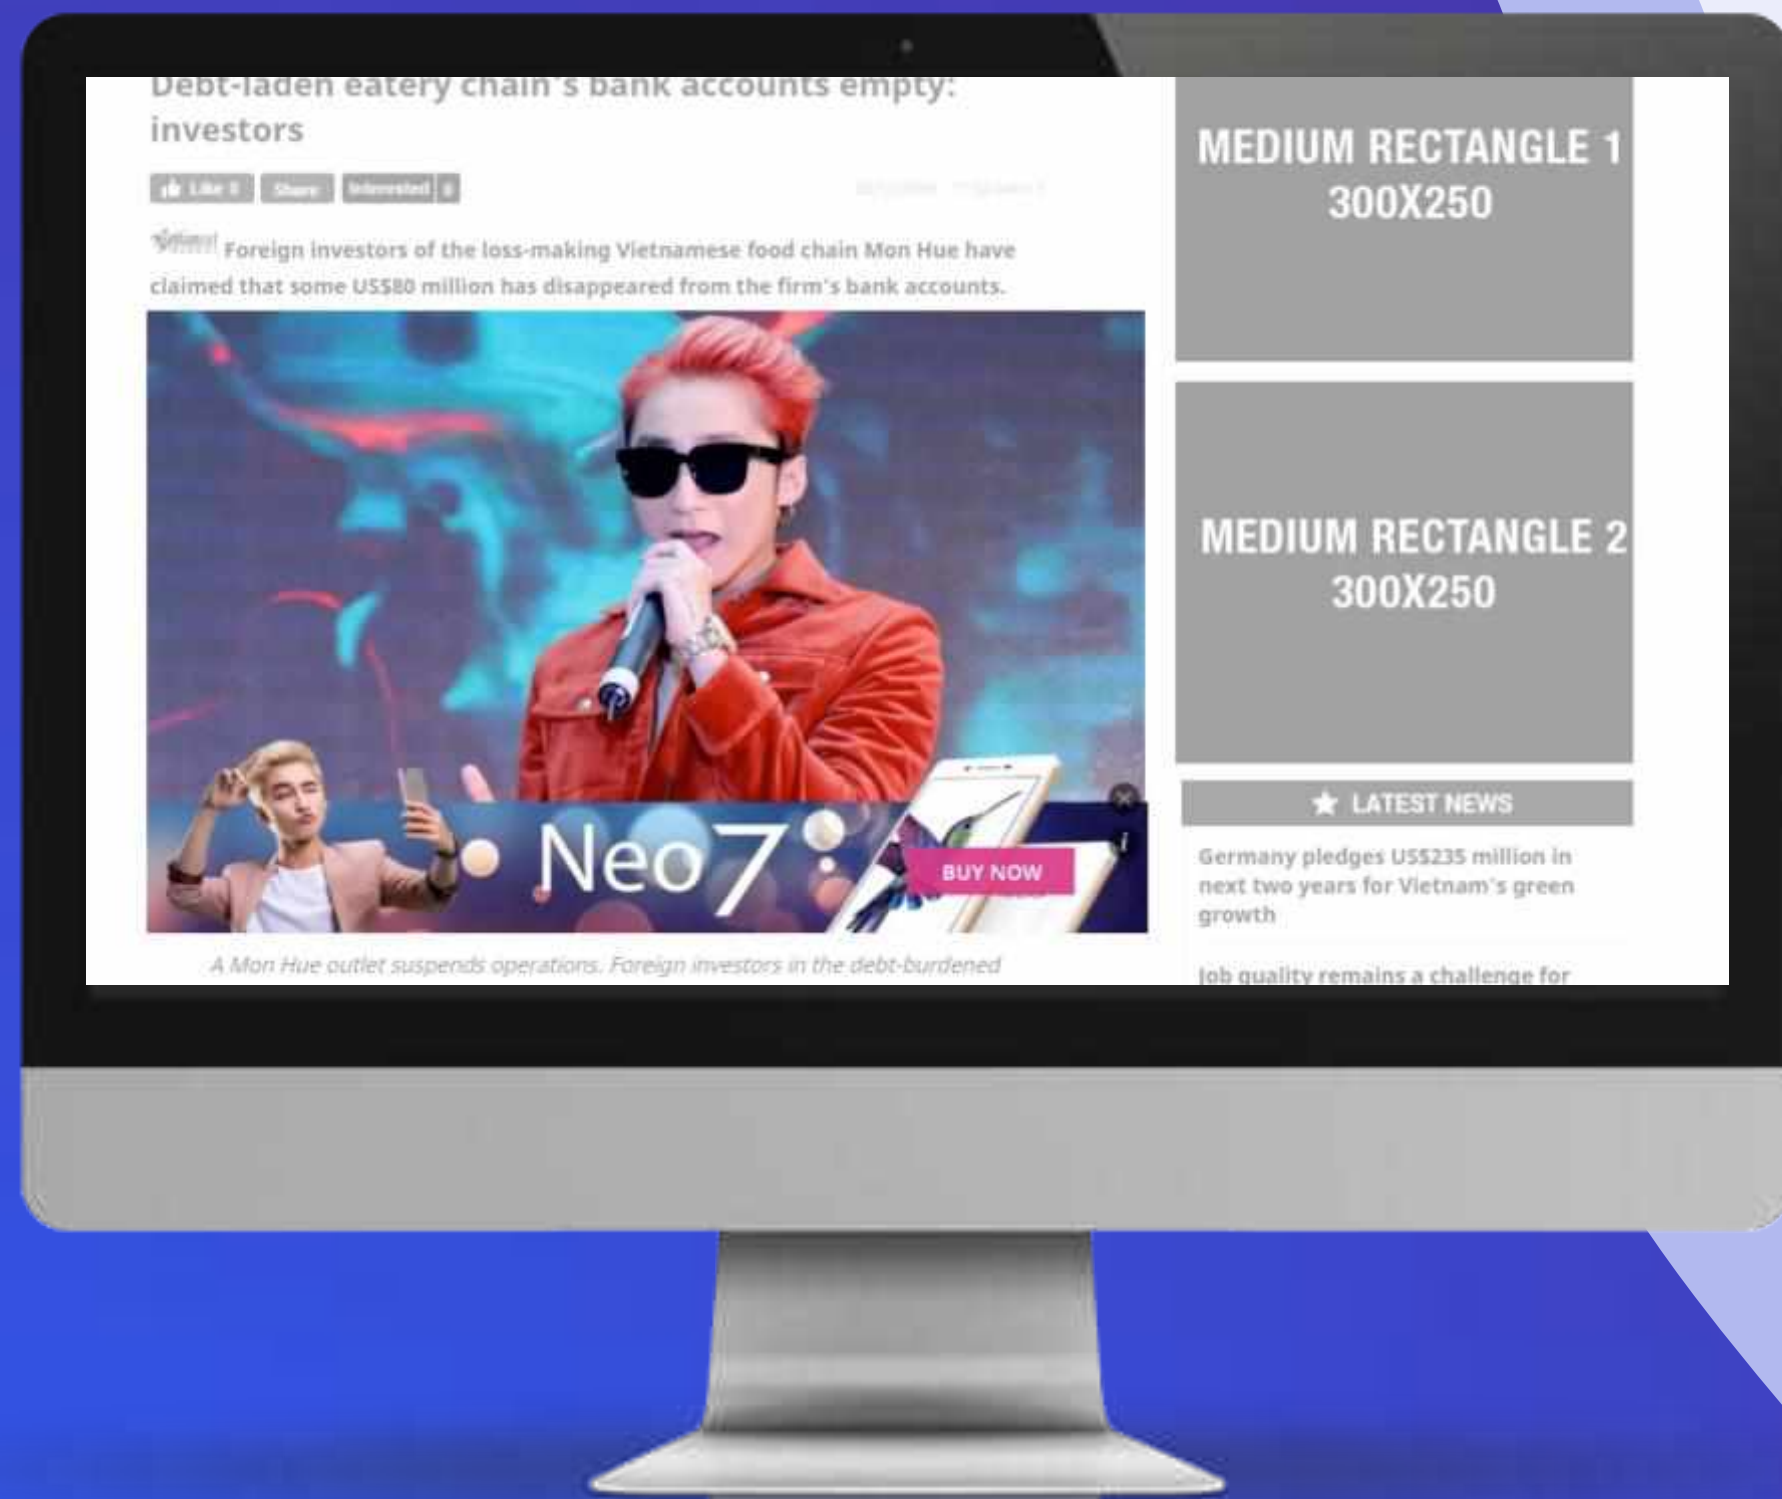 Debt-laden eatery chain's bank accounts empty:
investors
Like 0
Share
Interested 0
Foreign investors of the loss-making Vietnamese food chain Mon Hue have
claimed that some US$80 million has disappeared from the firm's bank accounts.
Neo 7
BUY NOW
A Mon Hue outlet suspends operations. Foreign investors in the debt-burdened
MEDIUM RECTANGLE 1
300X250
MEDIUM RECTANGLE 2
300X250
LATEST NEWS
Germany pledges US$235 million in
next two years for Vietnam's green
growth
Job quality remains a challenge for